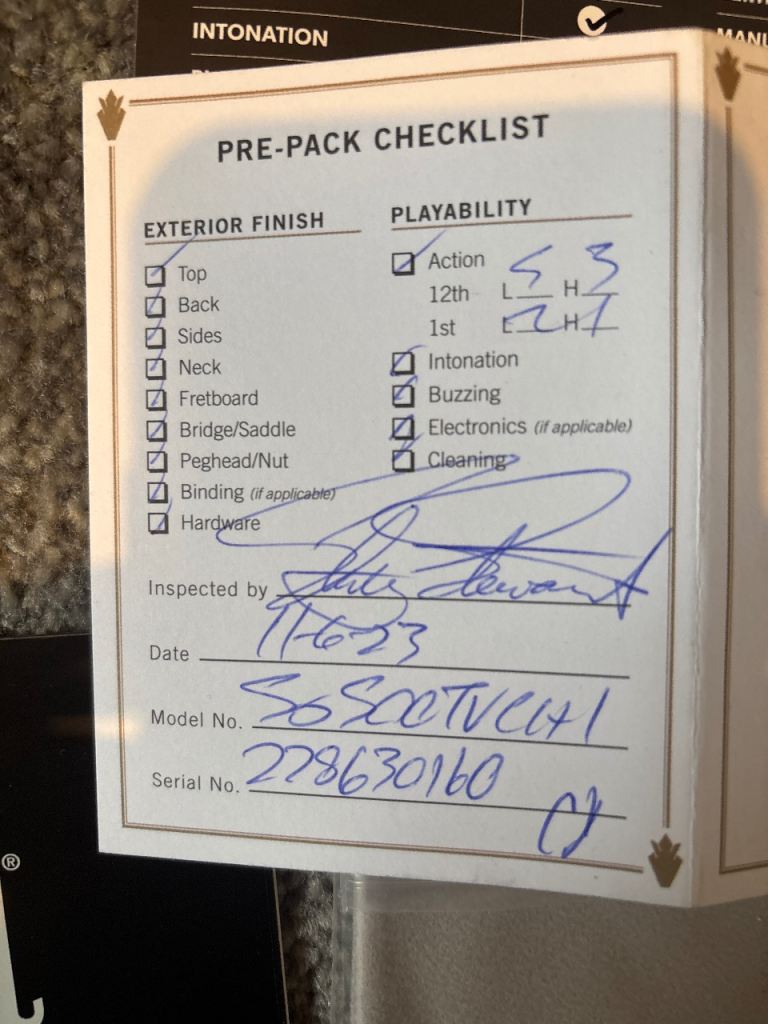 INTONATION
PRE-PACK CHECKLIST
EXTERIOR FINISH
Top
Back
Sides
Neck
Fretboard
Bridge/Saddle
Peghead/Nut
Binding (if applicable)
Hardware
PLAYABILITY
Action
12th L 5 H 3
1st L 2 H 1
Intonation
Buzzing
Electronics (if applicable)
Cleaning
Inspected by Stewart
Date 11-6-23
Model No.
Serial No. 228630160
®